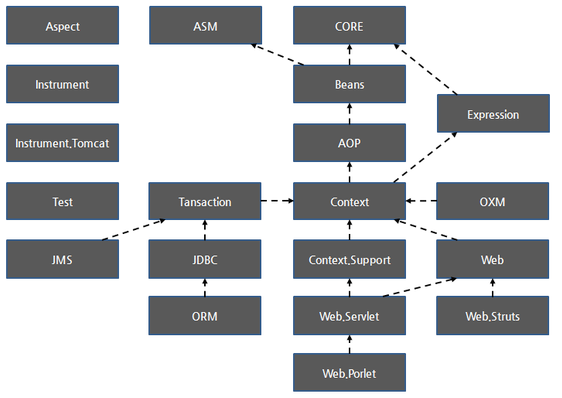 Aspect
ASM
CORE
Instrument
Beans
Expression
Instrument,Tomcat
AOP
Test
Tansaction
Context
OXM
JMS
JDBC
Context,Support
Web
ORM
Web,Servlet
Web,Struts
Web,Porlet